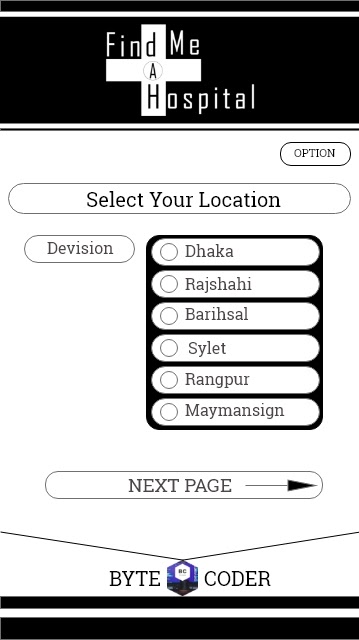 Find Me
A
Hospital
OPTION
Select Your Location
Devision
Dhaka
Rajshahi
Barihsal
Sylet
Rangpur
Maymansign
NEXT PAGE
BYTE BC CODER